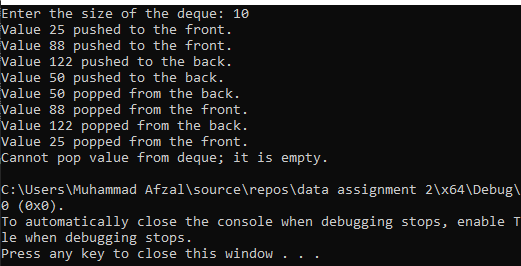 Enter the size of the deque: 10
Value 25 pushed to the front.
Value 88 pushed to the front.
Value 122 pushed to the back.
Value 50 pushed to the back.
Value 50 popped from the back.
Value 88 popped from the front.
Value 122 popped from the back.
Value 25 popped from the front.
Cannot pop value from deque; it is empty.
C:\Users\Muhammad Afzal\source\repos\data assignment 2\x64\Debug\
0 (0x0).
To automatically close the console when debugging stops, enable T
le when debugging stops.
Press any key to close this window . . .